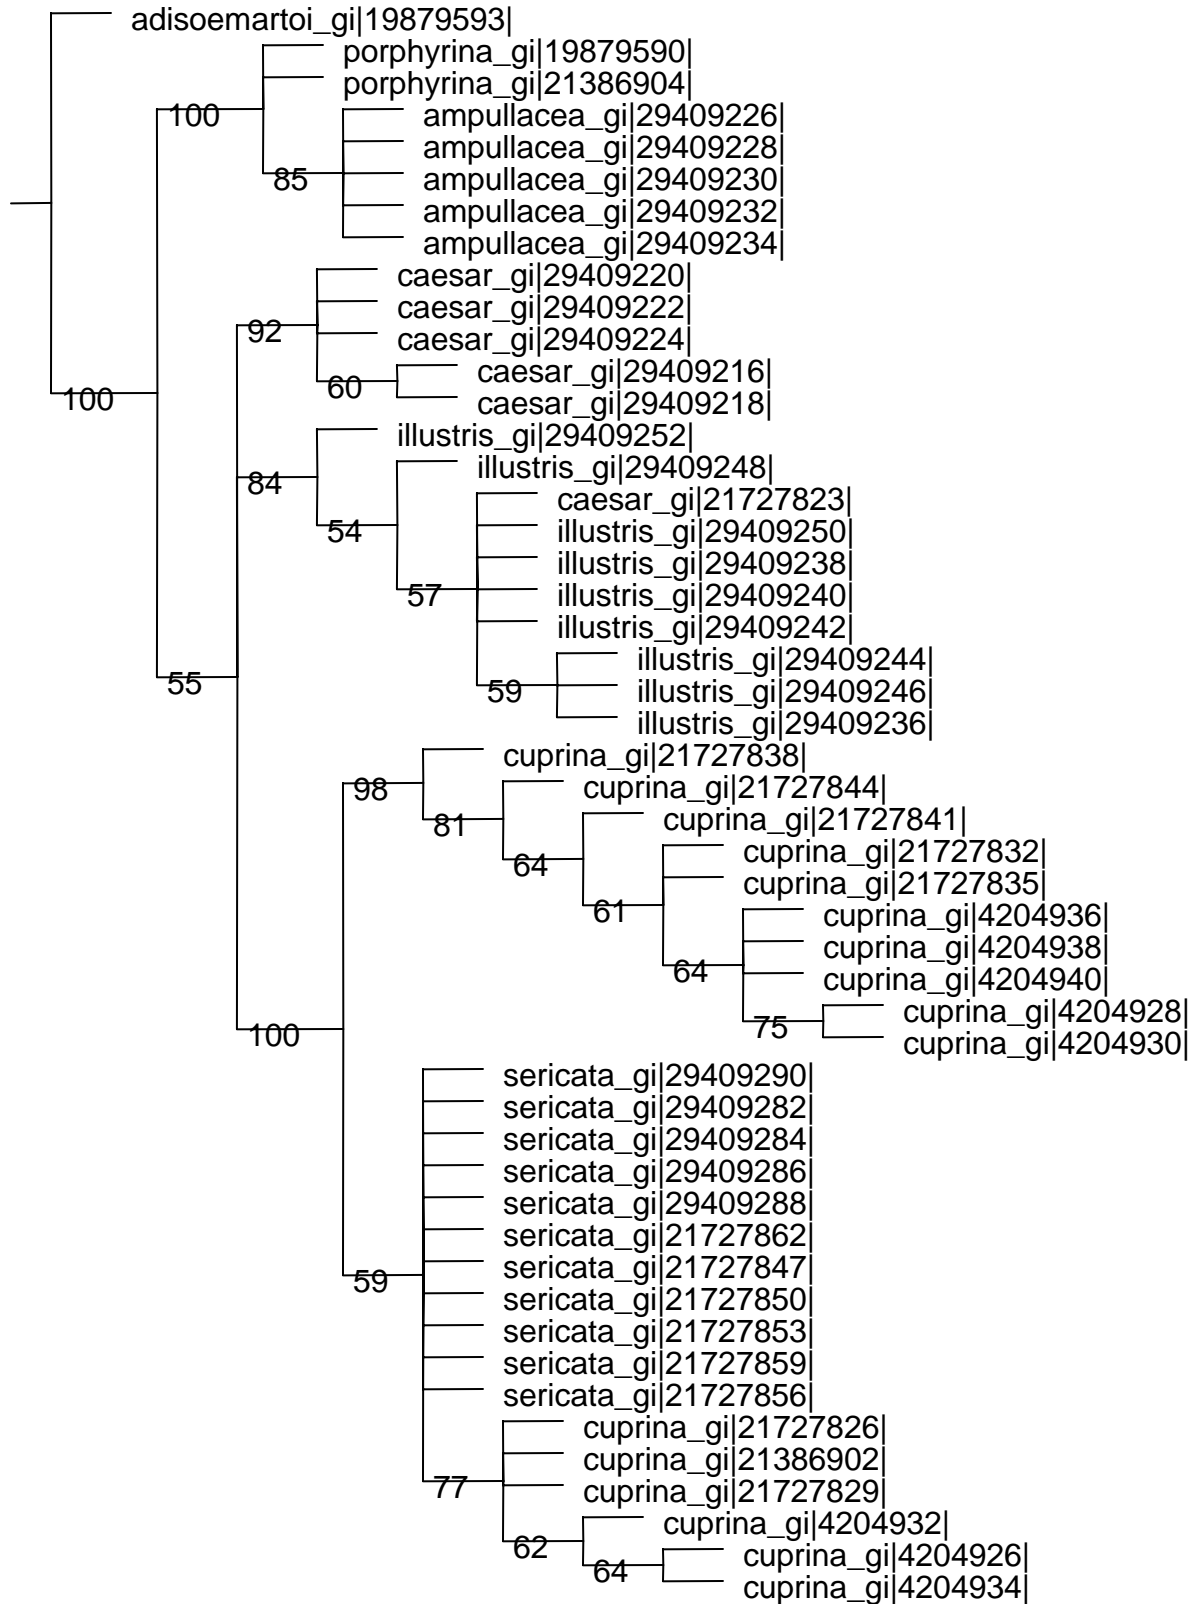 adisoemartoi_gi|19879593|
porphyrina_gi|19879590|
porphyrina_gi|21386904|
100
ampullacea_gi|29409226|
ampullacea_gi|29409228|
ampullacea_gi|29409230|
85
ampullacea_gi|29409232|
ampullacea_gi|29409234|
caesar_gi|29409220|
caesar_gi|29409222|
92
caesar_gi|29409224|
caesar_gi|29409216|
60
100
caesar_gi|29409218|
illustris_gi|29409252|
illustris_gi|29409248|
84
caesar_gi|21727823|
54
illustris_gi|29409250|
illustris_gi|29409238|
57
illustris_gi|29409240|
illustris_gi|29409242|
illustris_gi|29409244|
55
59
illustris_gi|29409246|
illustris_gi|29409236|
cuprina_gi|21727838|
98
cuprina_gi|21727844|
81
cuprina_gi|21727841|
64
cuprina_gi|21727832|
cuprina_gi|21727835|
61
cuprina_gi|4204936|
cuprina_gi|4204938|
64
cuprina_gi|4204940|
cuprina_gi|4204928|
75
100
cuprina_gi|4204930|
sericata_gi|29409290|
sericata_gi|29409282|
sericata_gi|29409284|
sericata_gi|29409286|
sericata_gi|29409288|
sericata_gi|21727862|
sericata_gi|21727847|
59
sericata_gi|21727850|
sericata_gi|21727853|
sericata_gi|21727859|
sericata_gi|21727856|
cuprina_gi|21727826|
cuprina_gi|21386902|
77
cuprina_gi|21727829|
cuprina_gi|4204932|
62
cuprina_gi|4204926|
64
cuprina_gi|4204934|